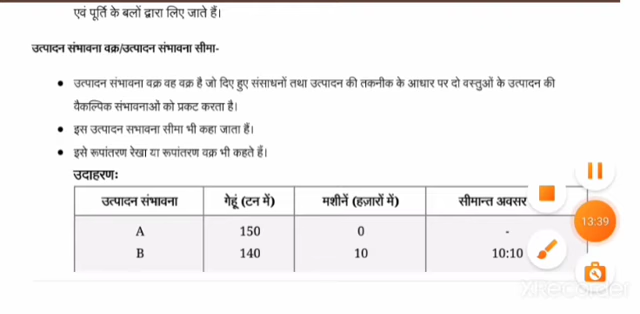 एवं पूर्ति के बलों द्वारा लिए जाते हैं।
उत्पादन संभावना वक्र/उत्पादन संभावना सीमा-
उत्पादन संभावना वक्र वह वक्र है जो दिए हुए संसाधनों तथा उत्पादन की तकनीक के आधार पर दो वस्तुओं के उत्पादन की
वैकल्पिक संभावनाओ को प्रकट करता है।
इस उत्पादन सभावना सीमा भी कहा जाता हैं।
इसे रूपांतरण रेखा या रूपांतरण वक्र भी कहते हैं।
उदाहरणः
उत्पादन संभावना गेहूं (टन में) मशीनें (हज़ारों में) सीमान्त अवसर
A 150 0 -
B 140 10 10:10
13:39
XRecorder